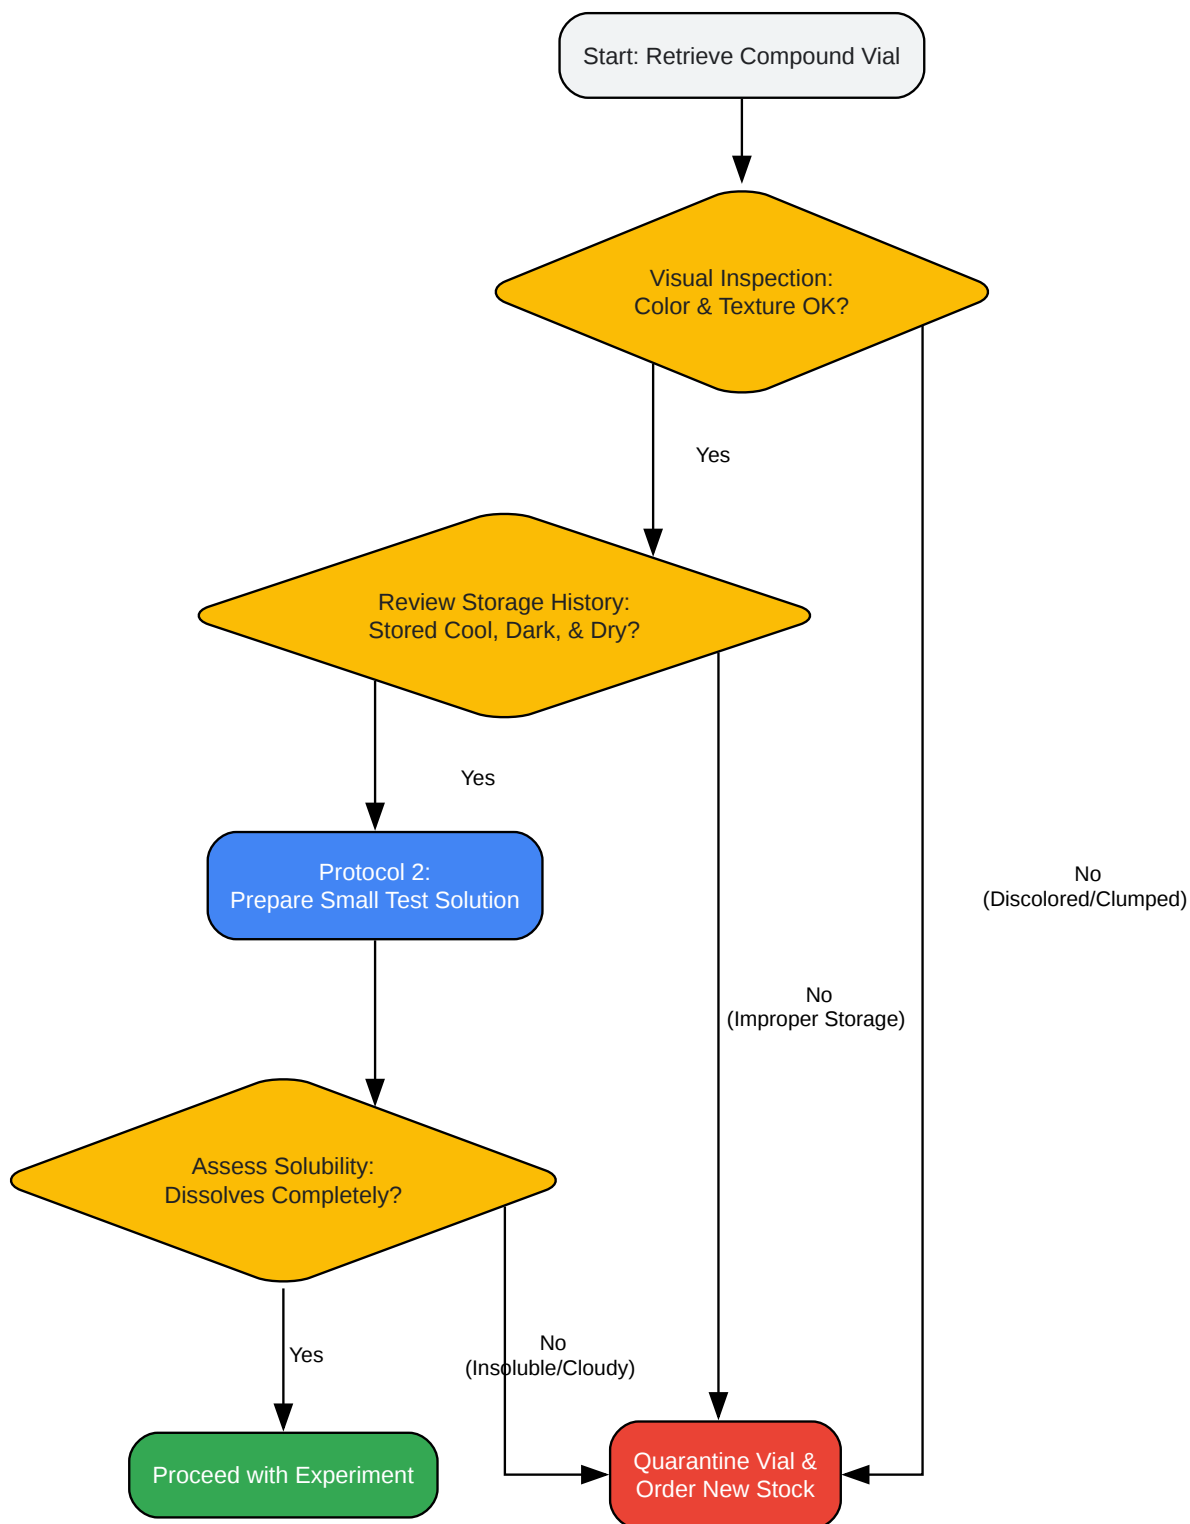 Start: Retrieve Compound Vial
Visual Inspection:
Color & Texture OK?
Yes
Review Storage History:
Stored Cool, Dark, & Dry?
Yes
Protocol 2:
Prepare Small Test Solution
No
(Discolored/Clumped)
No
(Improper Storage)
Assess Solubility:
Dissolves Completely?
Yes
No
(Insoluble/Cloudy)
Proceed with Experiment
Quarantine Vial &
Order New Stock